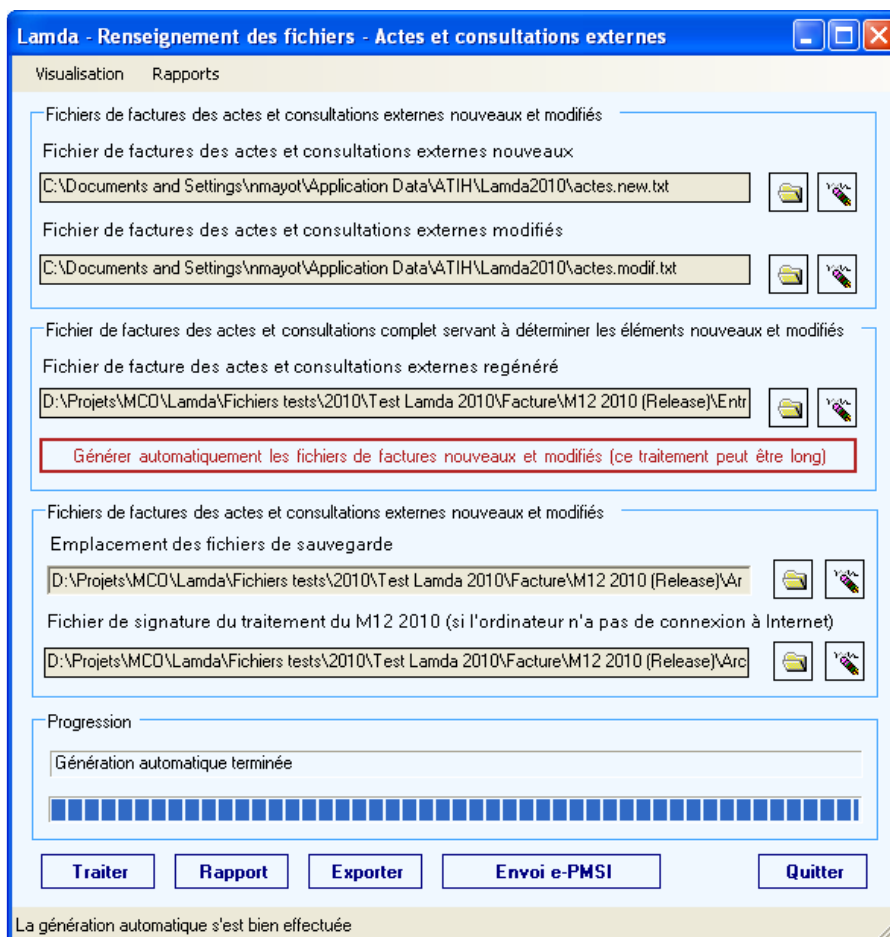 Lamda - Renseignement des fichiers - Actes et consultations externes
Visualisation Rapports
Fichiers de factures des actes et consultations externes nouveaux et modifiés
Fichier de factures des actes et consultations externes nouveaux
C:\Documents and Settings\nmayot\Application Data\ATIH\Lamda2010\actes.new.txt
Fichier de factures des actes et consultations externes modifiés
C:\Documents and Settings\nmayot\Application Data\ATIH\Lamda2010\actes.modif.txt
Fichier de factures des actes et consultations complet servant à déterminer les éléments nouveaux et modifiés
Fichier de facture des actes et consultations externes regénéré
D:\Projets\MCO\Lamda\Fichiers tests\2010\Test Lamda 2010\Facture\M12 2010 (Release)\Entr
Générer automatiquement les fichiers de factures nouveaux et modifiés (ce traitement peut être long)
Fichiers de factures des actes et consultations externes nouveaux et modifiés
Emplacement des fichiers de sauvegarde
D:\Projets\MCO\Lamda\Fichiers tests\2010\Test Lamda 2010\Facture\M12 2010 (Release)\Ar
Fichier de signature du traitement du M12 2010 (si l'ordinateur n'a pas de connexion à Internet)
D:\Projets\MCO\Lamda\Fichiers tests\2010\Test Lamda 2010\Facture\M12 2010 (Release)\Arc
Progression
Génération automatique terminée
Traiter Rapport Exporter Envoi e-PMSI Quitter
La génération automatique s'est bien effectuée